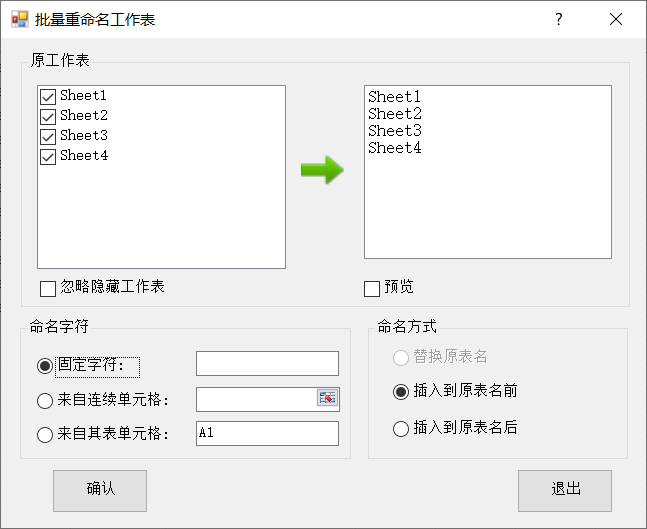 批量重命名工作表
?
原工作表
Sheet1
Sheet2
Sheet3
Sheet4
Sheet1
Sheet2
Sheet3
Sheet4
忽略隐藏工作表
预览
命名字符
固定字符:
来自连续单元格:
来自其表单元格:
A1
命名方式
替换原表名
插入到原表名前
插入到原表名后
确认
退出